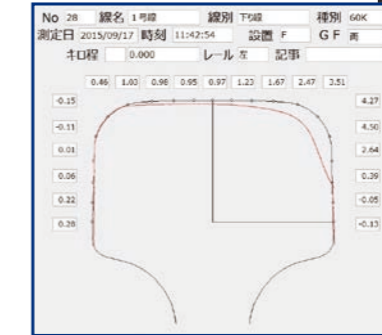 No 28 線名 1号線 線別 下り線 種別 60K
測定日 2015/09/17 時刻 11:42:54 設置 F GF 両
キロ程 0.000 レール 左 記事
0.46 1.03 0.98 0.95 0.97 1.23 1.67 2.47 3.51
-0.15 4.27
-0.11 4.50
0.01 2.64
0.06 0.39
0.22 -0.05
0.28 -0.13